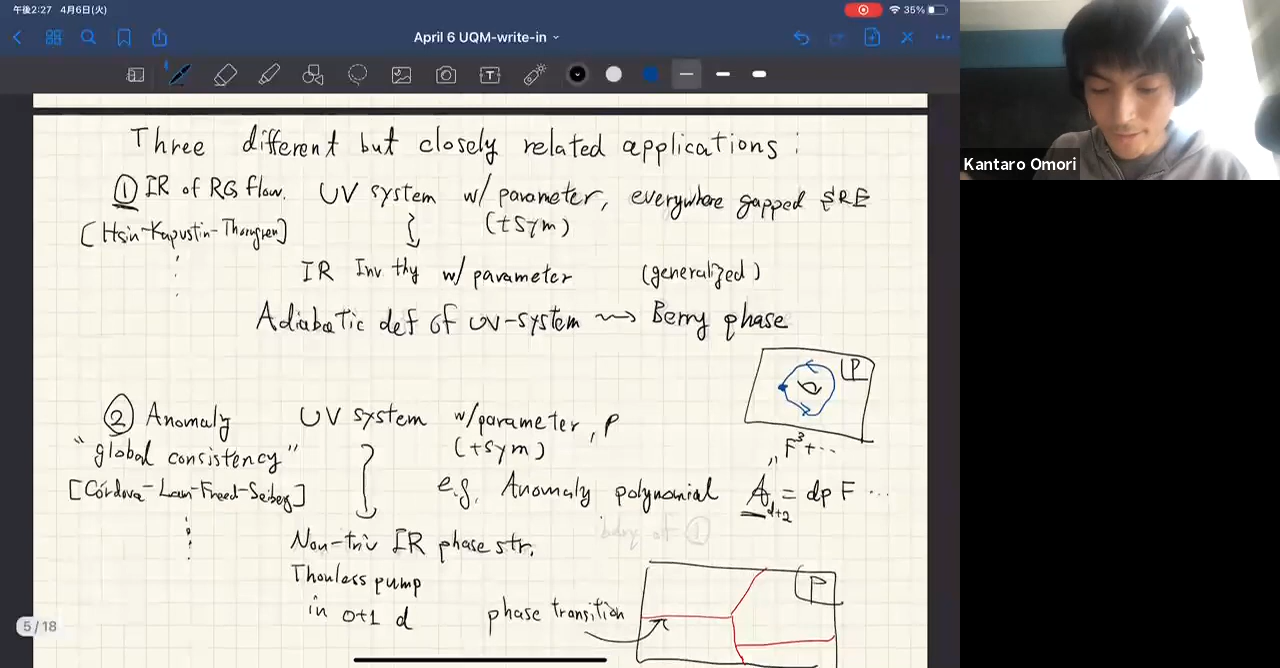 午後2:27 4月6日(火)
35%
April 6 UQM-write-in
Kantaro Omori
Three different but closely related applications :
① IR of RG flow. UV system w/ parameter, everywhere gapped & SRE
(+ Sym)
[Hsin-Kapustin-Thorngren]
IR Inv thy w/ parameter (generalized)
Adiabatic def of UV-system ⇝ Berry phase
P
② Anomaly UV system w/ parameter, P
(+ Sym)
"global consistency"
F³+…
[Córdova-Lam-Freed-Seiberg]
e.g. Anomaly polynomial A_{d+2} = dp F …
bdry of ①
Non-triv IR phase str.
Thouless pump
in 0+1 d
phase transition
P
5 / 18